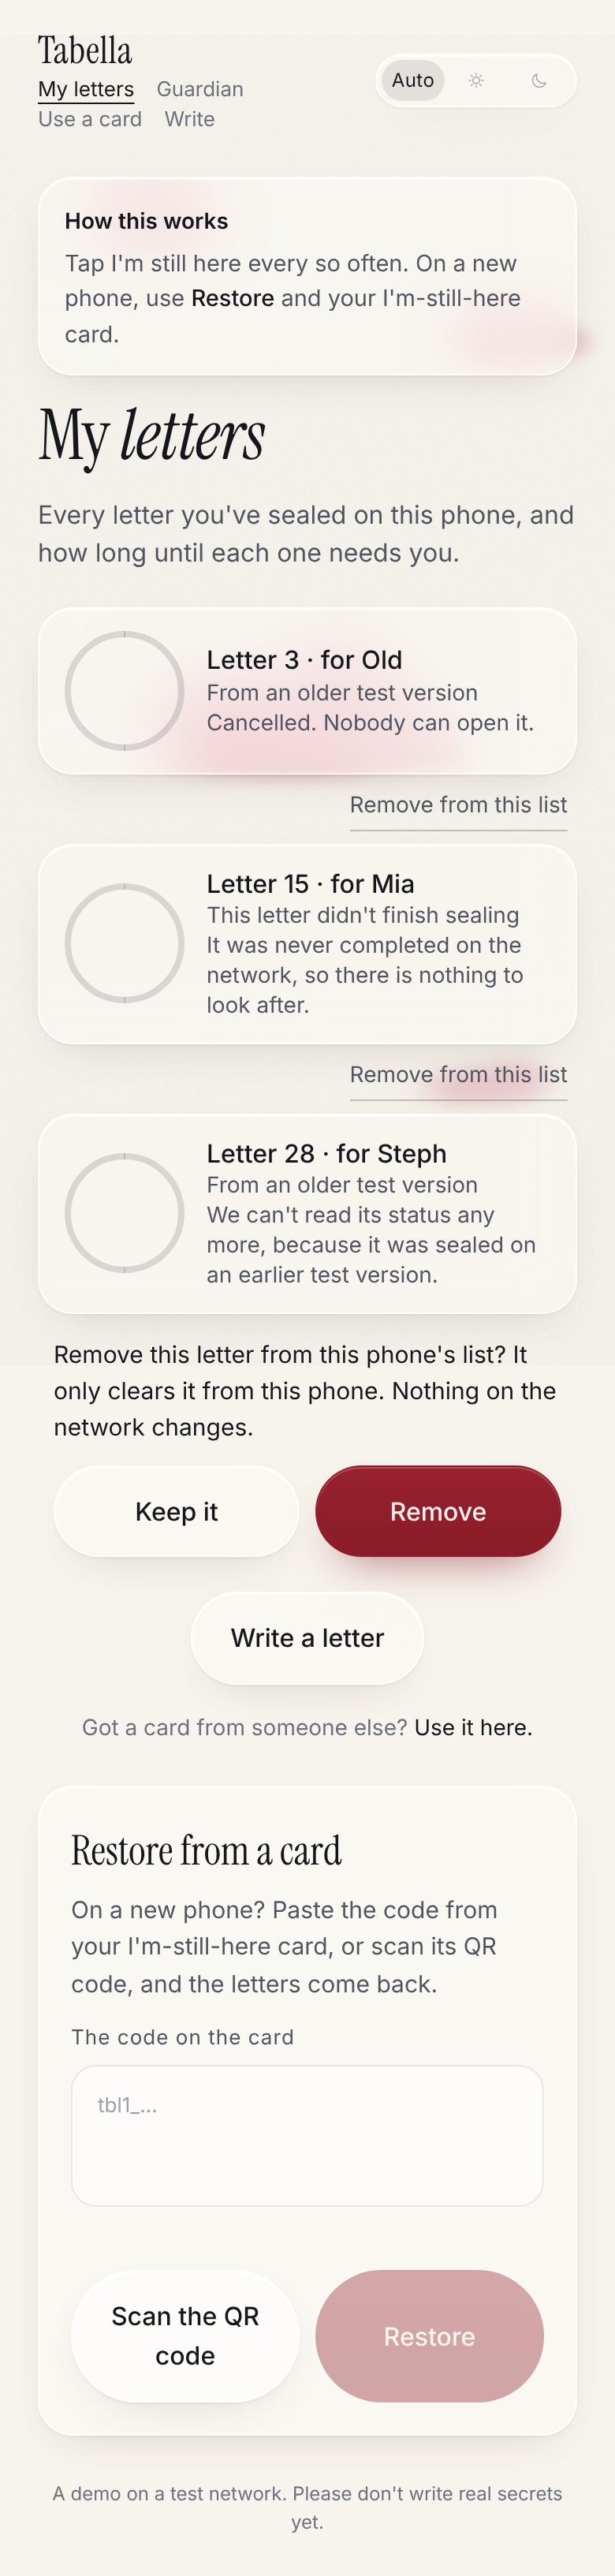 Tabella
My letters Guardian
Use a card Write
Auto
How this works
Tap I'm still here every so often. On a new
phone, use Restore and your I'm-still-here
card.
My letters
Every letter you've sealed on this phone, and
how long until each one needs you.
Letter 3 · for Old
From an older test version
Cancelled. Nobody can open it.
Remove from this list
Letter 15 · for Mia
This letter didn't finish sealing
It was never completed on the
network, so there is nothing to
look after.
Remove from this list
Letter 28 · for Steph
From an older test version
We can't read its status any
more, because it was sealed on
an earlier test version.
Remove this letter from this phone's list? It
only clears it from this phone. Nothing on the
network changes.
Keep it Remove
Write a letter
Got a card from someone else? Use it here.
Restore from a card
On a new phone? Paste the code from
your I'm-still-here card, or scan its QR
code, and the letters come back.
The code on the card
tbl1_...
Scan the QR
code
Restore
A demo on a test network. Please don't write real secrets
yet.